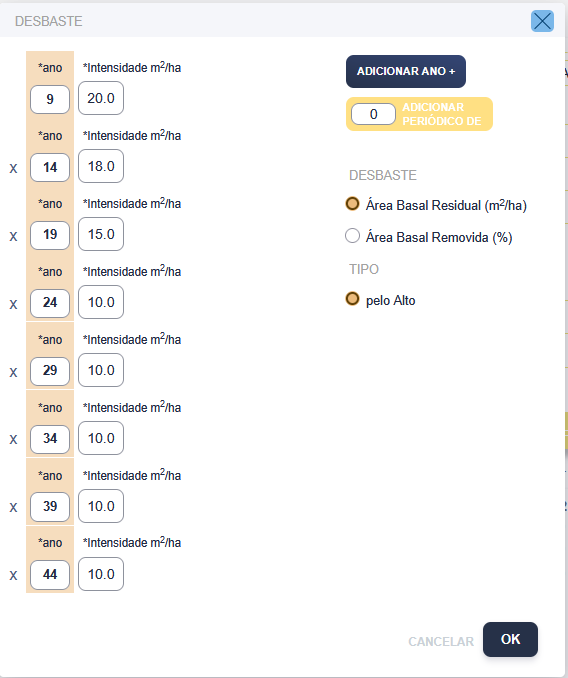 DESBASTE
*ano *Intensidade m²/ha
9 20.0
*ano *Intensidade m²/ha
x 14 18.0
*ano *Intensidade m²/ha
x 19 15.0
*ano *Intensidade m²/ha
x 24 10.0
*ano *Intensidade m²/ha
x 29 10.0
*ano *Intensidade m²/ha
x 34 10.0
*ano *Intensidade m²/ha
x 39 10.0
*ano *Intensidade m²/ha
x 44 10.0
ADICIONAR ANO +
0 ADICIONAR
PERIÓDICO DE
DESBASTE
Área Basal Residual (m²/ha)
Área Basal Removida (%)
TIPO
pelo Alto
CANCELAR OK